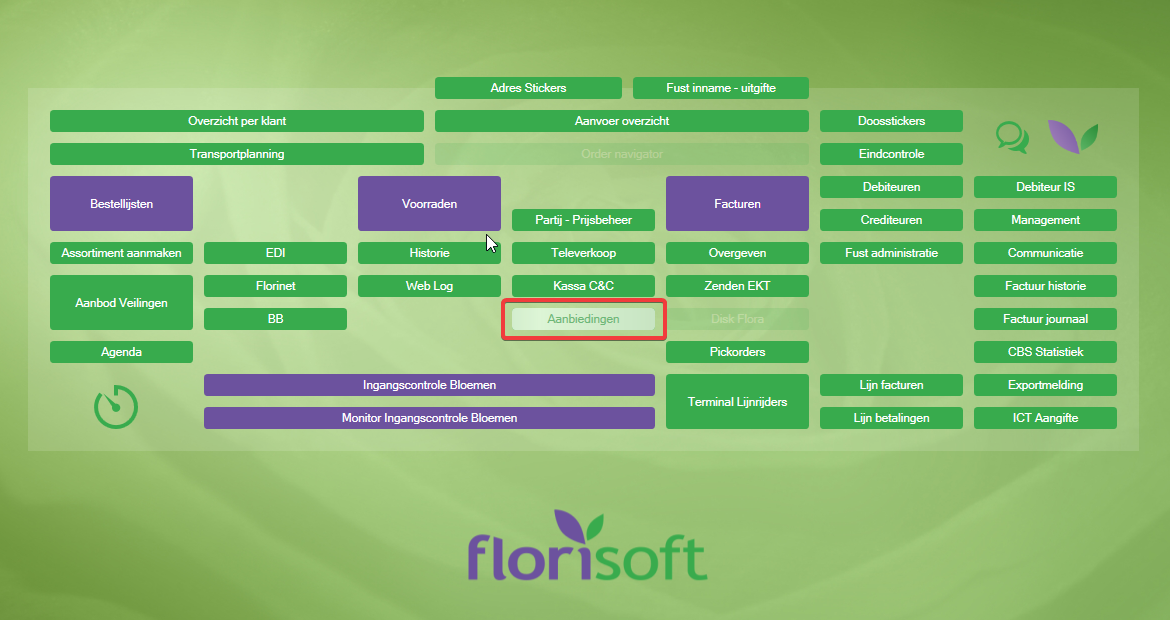 Adres Stickers
Fust inname - uitgifte
Overzicht per klant
Aanvoer overzicht
Doosstickers
Transportplanning
Order navigator
Eindcontrole
Bestellijsten
Voorraden
Facturen
Debiteuren
Debiteur IS
Partij - Prijsbeheer
Crediteuren
Management
Assortiment aanmaken
EDI
Historie
Televerkoop
Overgeven
Fust administratie
Communicatie
Aanbod Veilingen
Florinet
Web Log
Kassa C&C
Zenden EKT
Factuur historie
BB
Aanbiedingen
Disk Flora
Factuur journaal
Agenda
Pickorders
CBS Statistiek
Ingangscontrole Bloemen
Terminal Lijnrijders
Lijn facturen
Exportmelding
Monitor Ingangscontrole Bloemen
Lijn betalingen
ICT Aangifte
florisoft